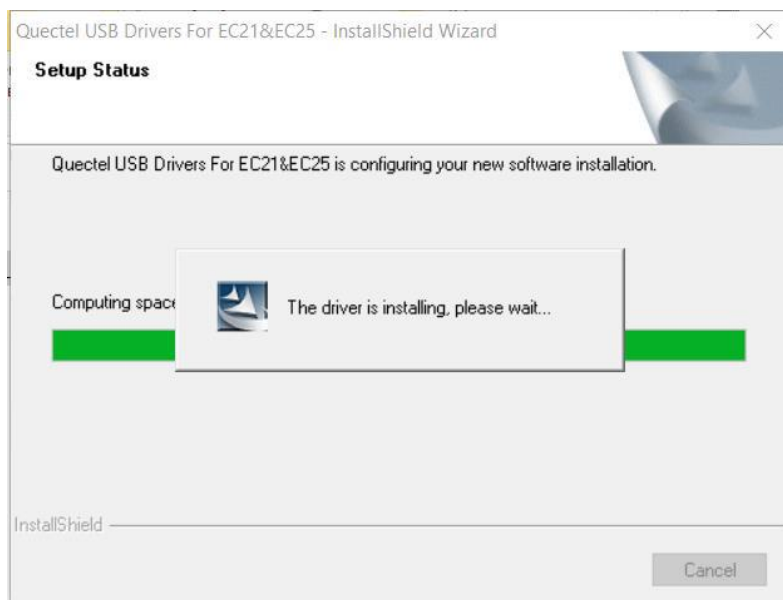 Quectel USB Drivers For EC21&EC25 - InstallShield Wizard
Setup Status
Quectel USB Drivers For EC21&EC25 is configuring your new software installation.
Computing space
The driver is installing, please wait...
InstallShield
Cancel